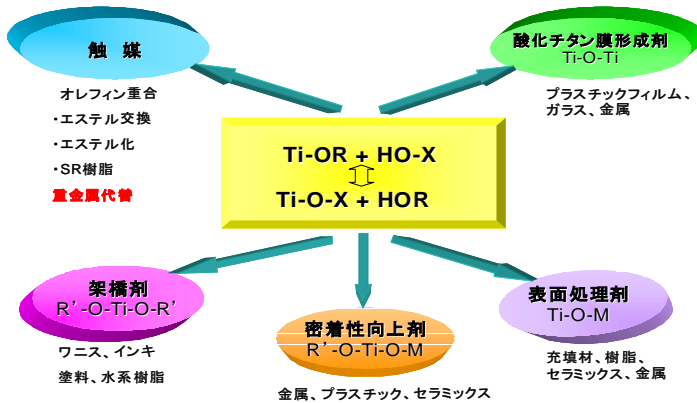 触 媒
オレフィン重合
・エステル交換
・エステル化
・SR樹脂
重金属代替
酸化チタン膜形成剤
Ti-O-Ti
プラスチックフィルム、
ガラス、金属
Ti-OR + HO-X
Ti-O-X + HOR
架橋剤
R’-O-Ti-O-R’
ワニス、インキ
塗料、水系樹脂
密着性向上剤
R’-O-Ti-O-M
金属、プラスチック、セラミックス
表面処理剤
Ti-O-M
充填材、樹脂、
セラミックス、金属